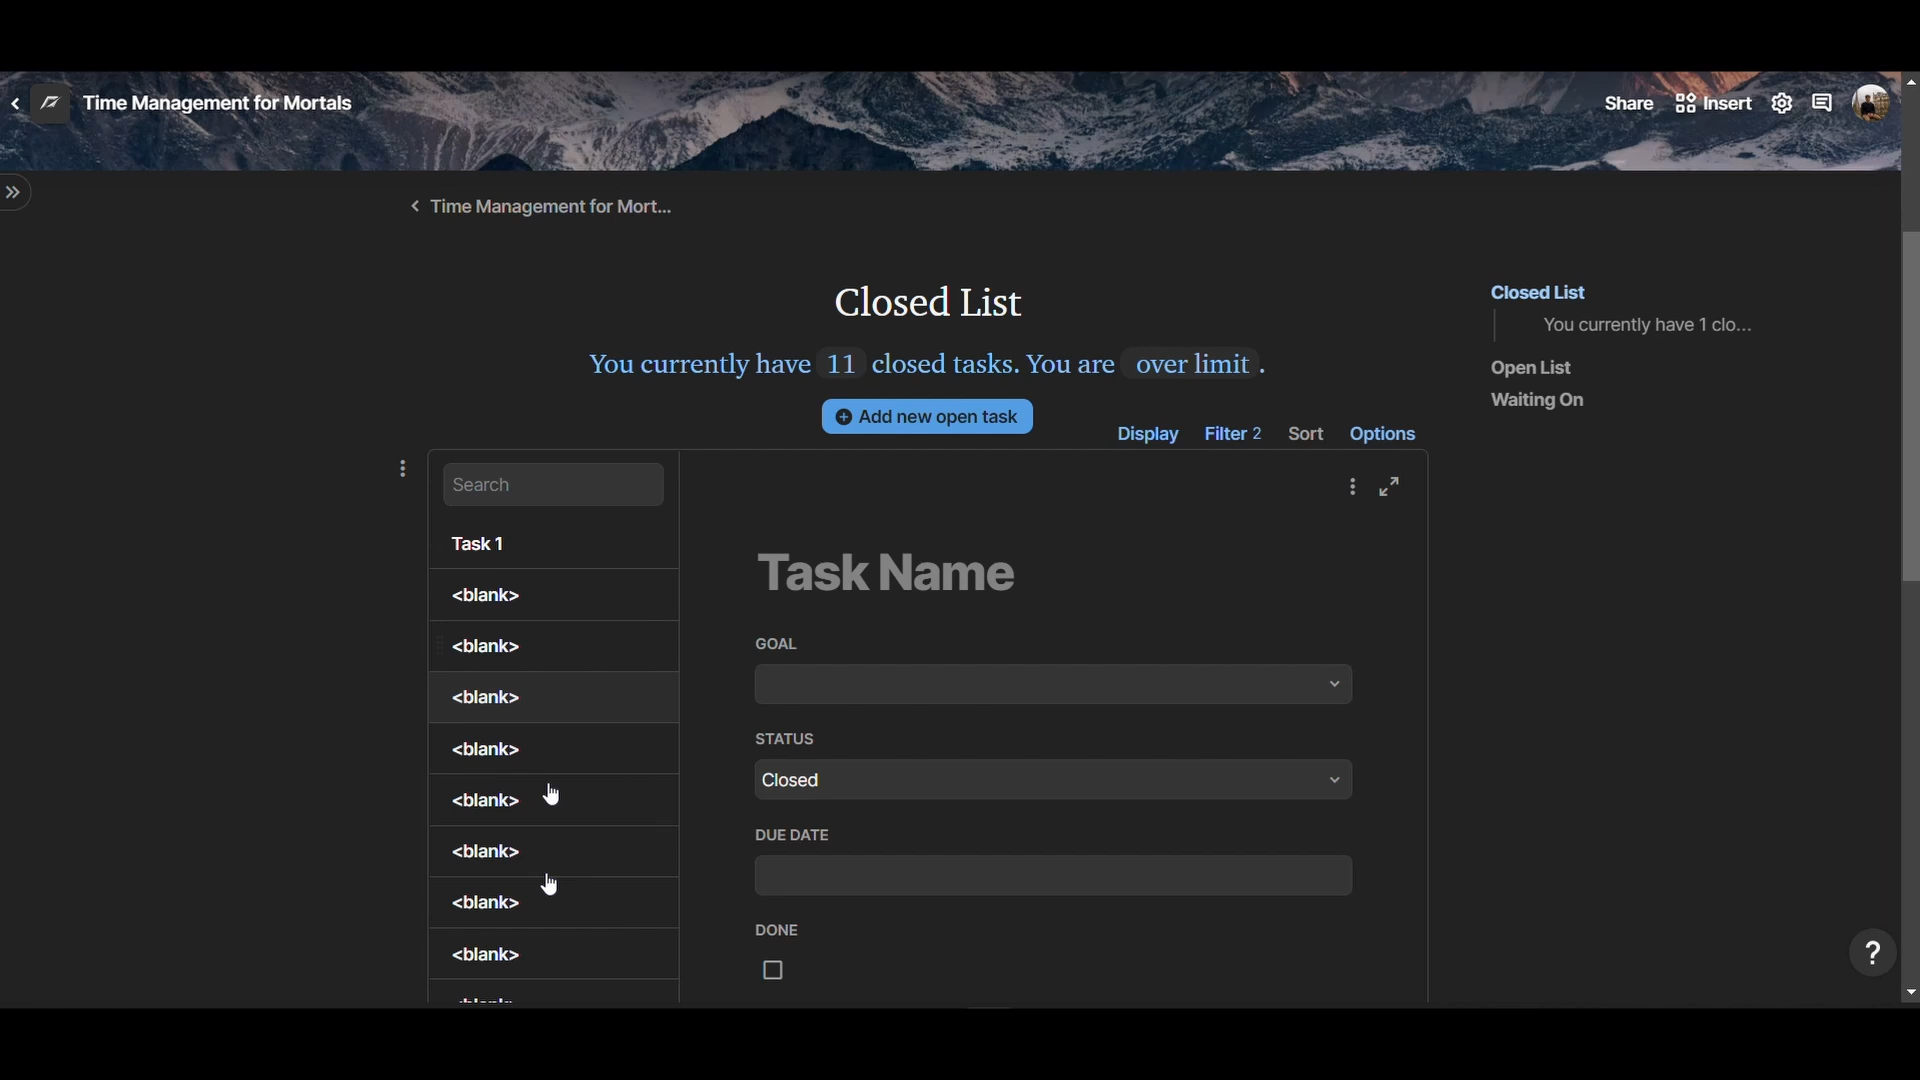 Time Management for Mortals
Share
Insert
Time Management for Mort...
Closed List
You currently have 11 closed tasks. You are over limit.
Add new open task
Display
Filter 2
Sort
Options
Search
Task 1
<blank>
<blank>
<blank>
<blank>
<blank>
<blank>
<blank>
<blank>
Task Name
GOAL
STATUS
Closed
DUE DATE
DONE
Closed List
You currently have 1 clo...
Open List
Waiting On
?